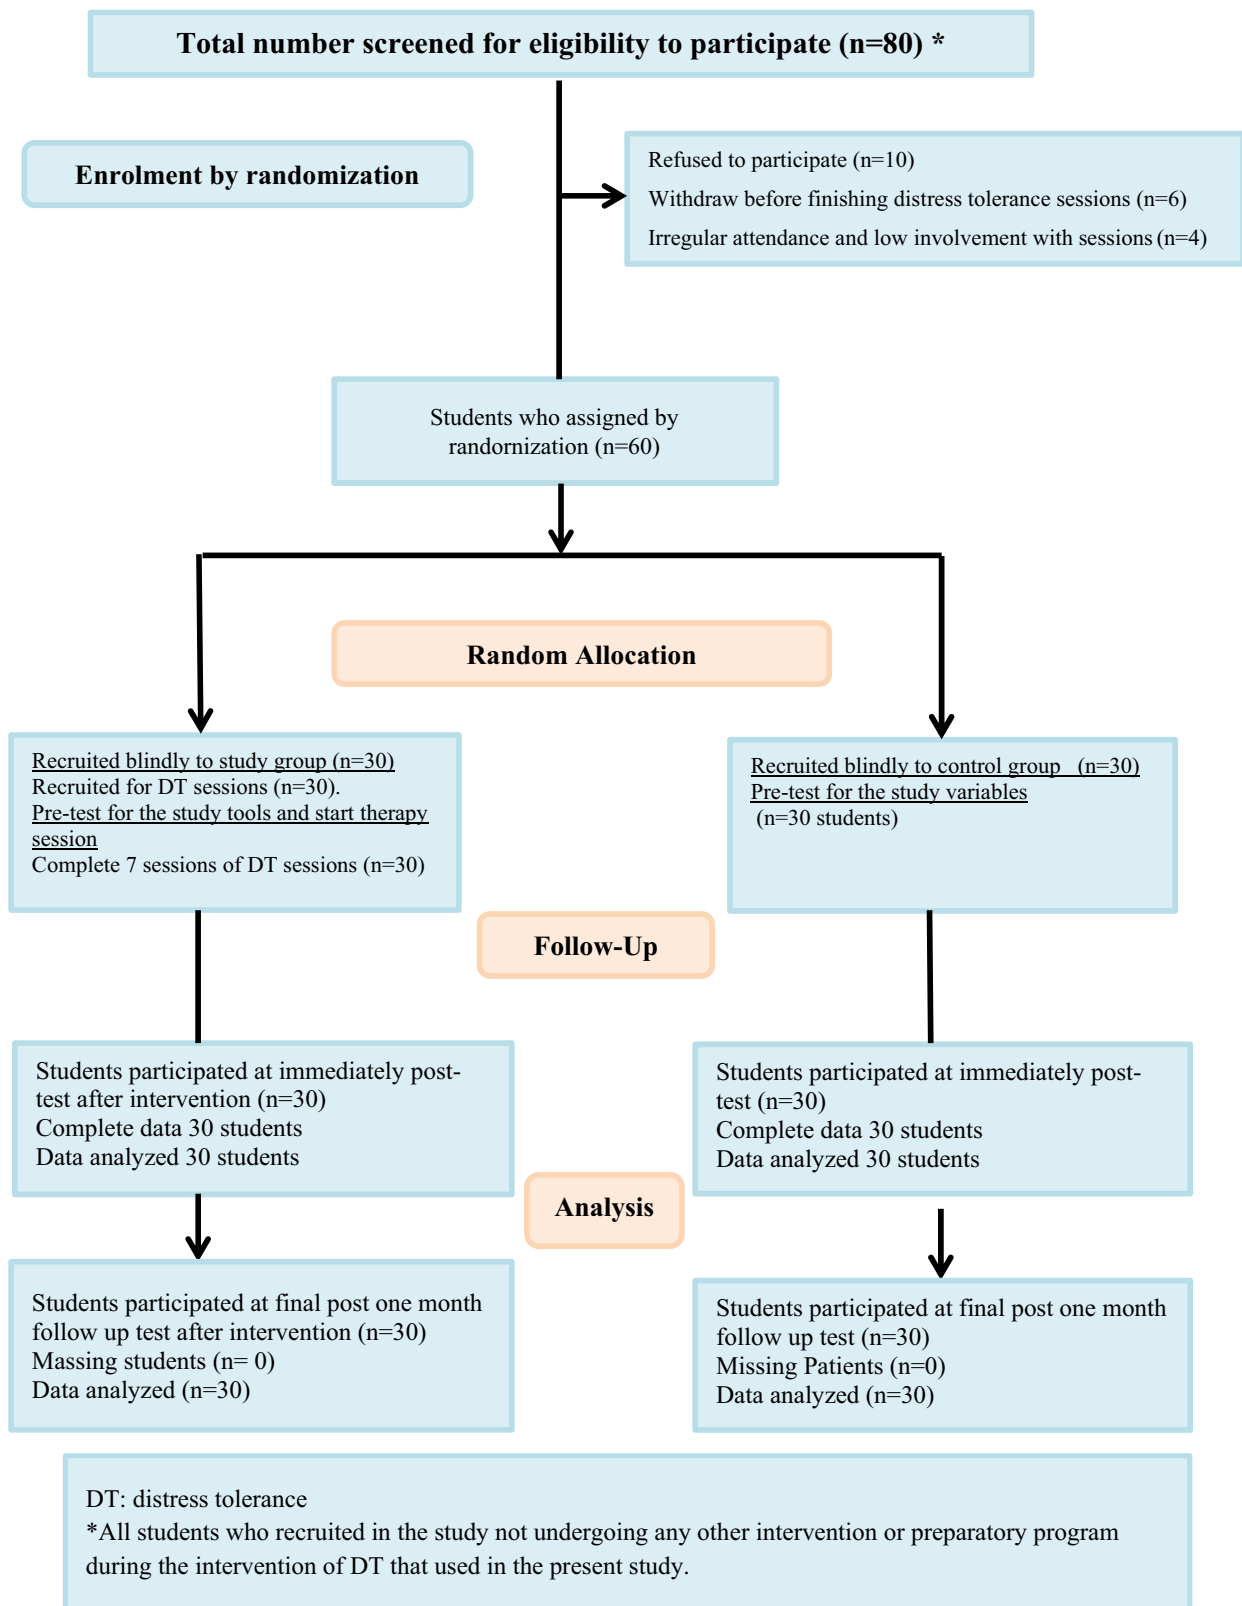 Total number screened for eligibility to participate (n=80) *
Enrolment by randomization
Refused to participate (n=10)
Withdraw before finishing distress tolerance sessions (n=6)
Irregular attendance and low involvement with sessions (n=4)
Students who assigned by
randornization (n=60)
Random Allocation
Recruited blindly to study group (n=30)
Recruited for DT sessions (n=30).
Pre-test for the study tools and start therapy
session
Complete 7 sessions of DT sessions (n=30)
Recruited blindly to control group (n=30)
Pre-test for the study variables
(n=30 students)
Follow-Up
Students participated at immediately post-
test after intervention (n=30)
Complete data 30 students
Data analyzed 30 students
Students participated at immediately post-
test (n=30)
Complete data 30 students
Data analyzed 30 students
Analysis
Students participated at final post one month
follow up test after intervention (n=30)
Massing students (n= 0)
Data analyzed (n=30)
Students participated at final post one month
follow up test (n=30)
Missing Patients (n=0)
Data analyzed (n=30)
DT: distress tolerance
*All students who recruited in the study not undergoing any other intervention or preparatory program
during the intervention of DT that used in the present study.